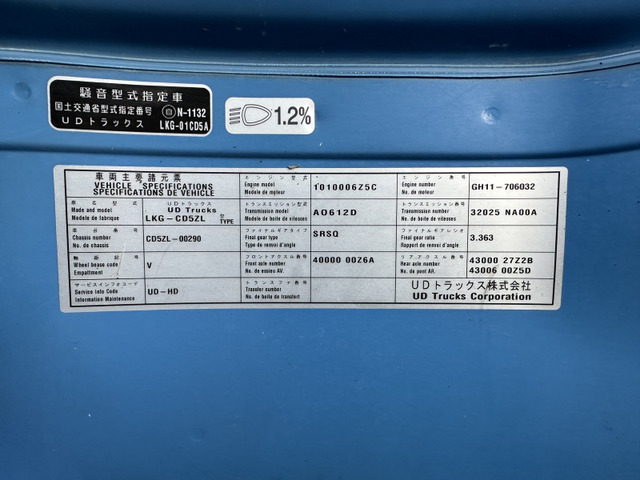 騒音型式指定車
国土交通省型式指定番号 自 N-1132
UDトラックス LKG-01CD5A
1.2%
車両主要諸元票
VEHICLE SPECIFICATIONS
SPECIFICATIONS DE VEHICLE
エンジン型式
Engine model
Modele de moteur
1010006Z5C
エンジン番号
Engine number
No. de moteur
GH11-706032
車名型式
Made and model
Modele de fabrique
UDトラックス
UD Trucks
LKG-CD5ZL 型 TYPE
トランスミッション型式
Transmission model
Modele de boite de vitesses
AO612D
トランスミッション番号
Transmission number
No. de boite de vitesses
32025 NA00A
車台番号
Chassis number
No. de chassis
CD5ZL-00290
ファイナルギアタイプ
Final gear type
Type de renvoi d'angle
SRSQ
ファイナルギアレシオ
Final gear ratio
Rapport de renvoi d'angle
3.363
軸距記号
Wheel base code
Empattement
V
フロントアクスル番号
Front axle number
No. de essieu AV.
40000 00Z6A
リアアクスル番号
Rear axle number
No. de pont AR.
43000 27Z2B
43006 00Z5D
サービスインフォコード
Service info Code
Information Maintenance
UD-HD
トランスファ番号
Transfer number
No. de boite de transfert
UDトラックス株式会社
UD Trucks Corporation